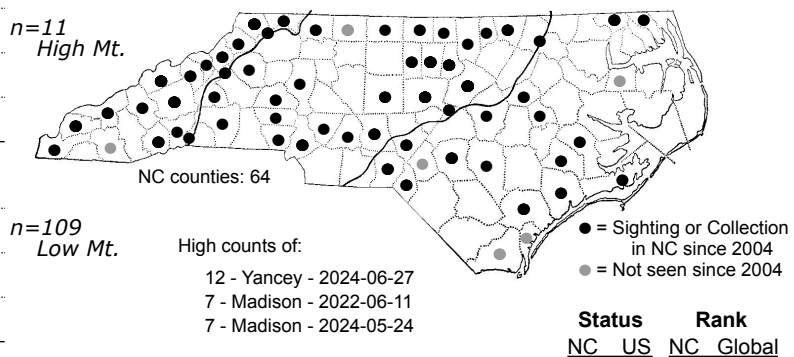 n=11
High Mt.
NC counties: 64
n=109
Low Mt.
High counts of:
12 - Yancey - 2024-06-27
7 - Madison - 2022-06-11
7 - Madison - 2024-05-24
= Sighting or Collection
in NC since 2004
= Not seen since 2004
Status Rank
NC US NC Global